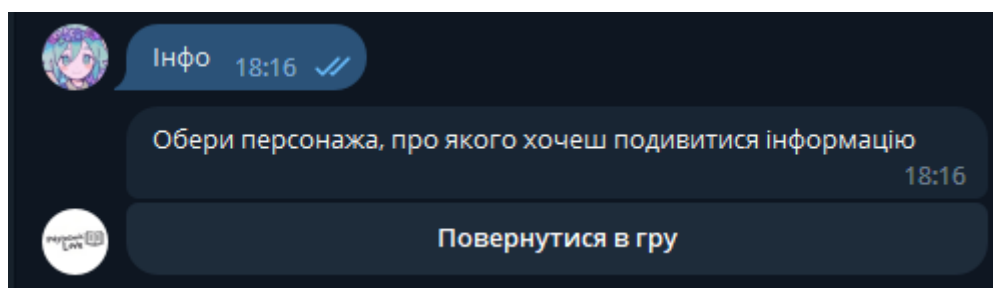 Інфо 18:16
Обери персонажа, про якого хочеш подивитися інформацію
18:16
Повернутися в гру